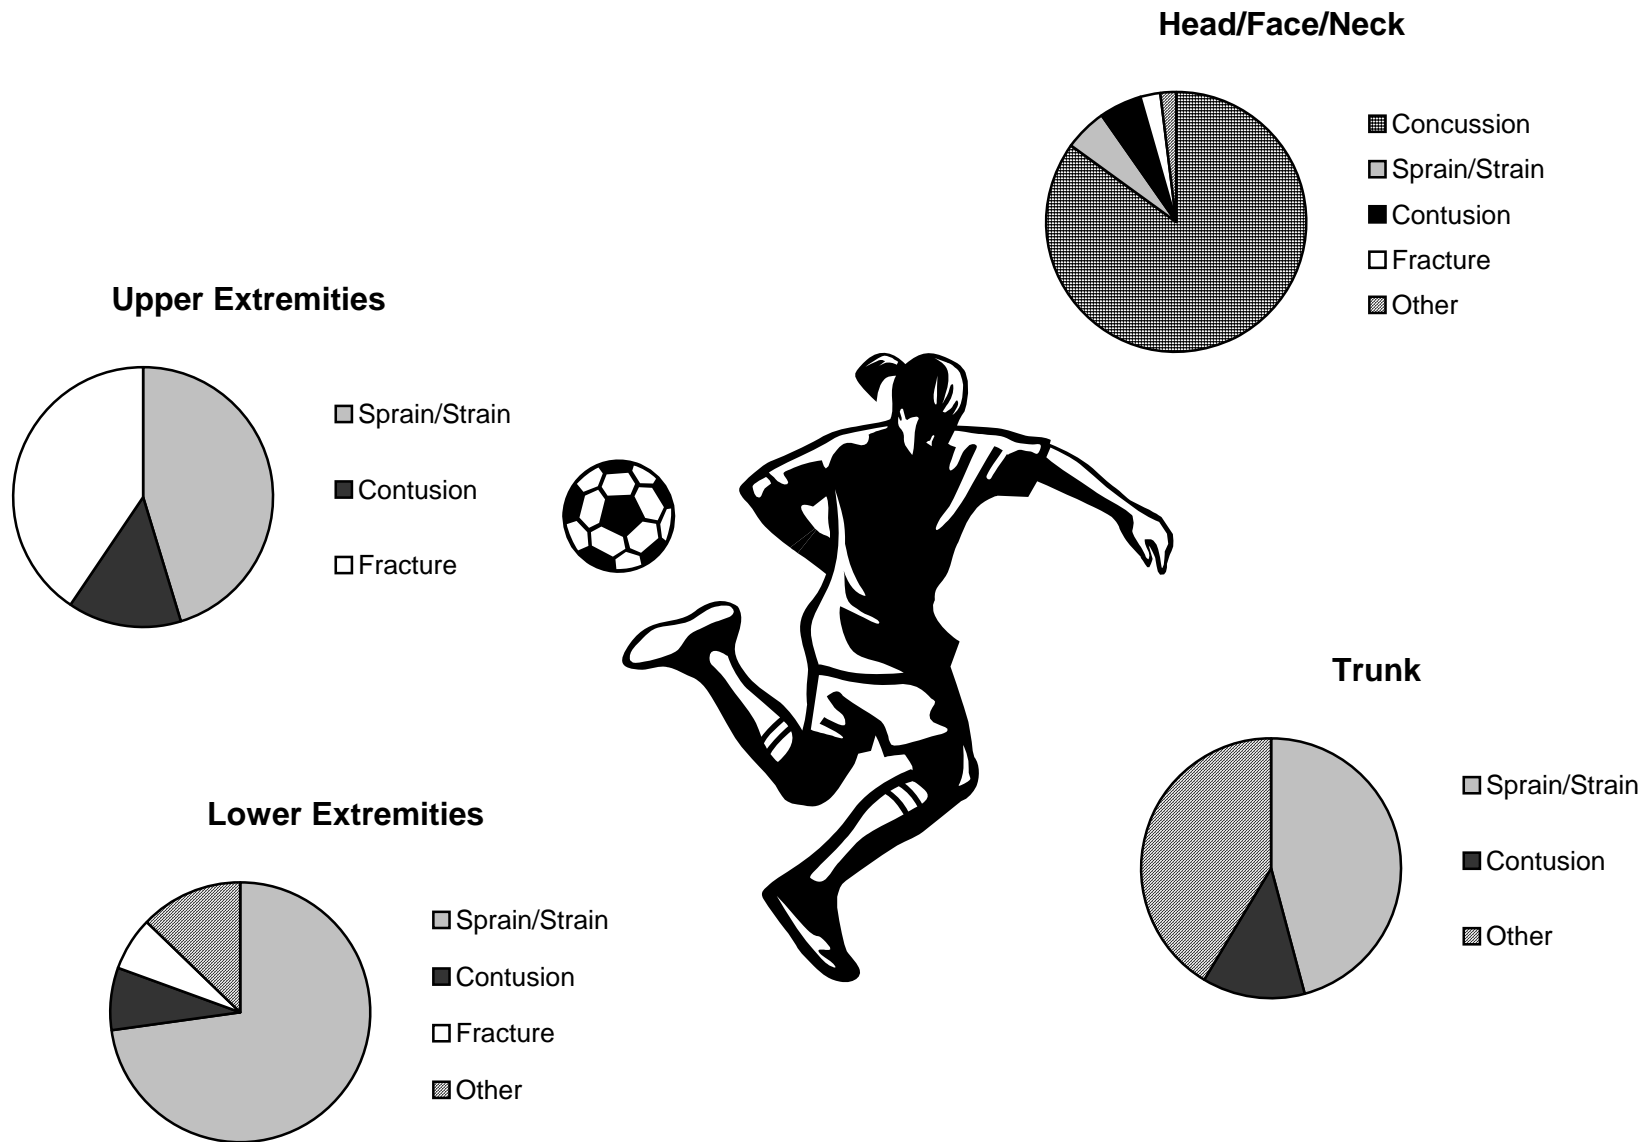 Head/Face/Neck
Concussion
Sprain/Strain
Contusion
Fracture
Other
Upper Extremities
Sprain/Strain
Contusion
Fracture
Trunk
Sprain/Strain
Contusion
Other
Lower Extremities
Sprain/Strain
Contusion
Fracture
Other